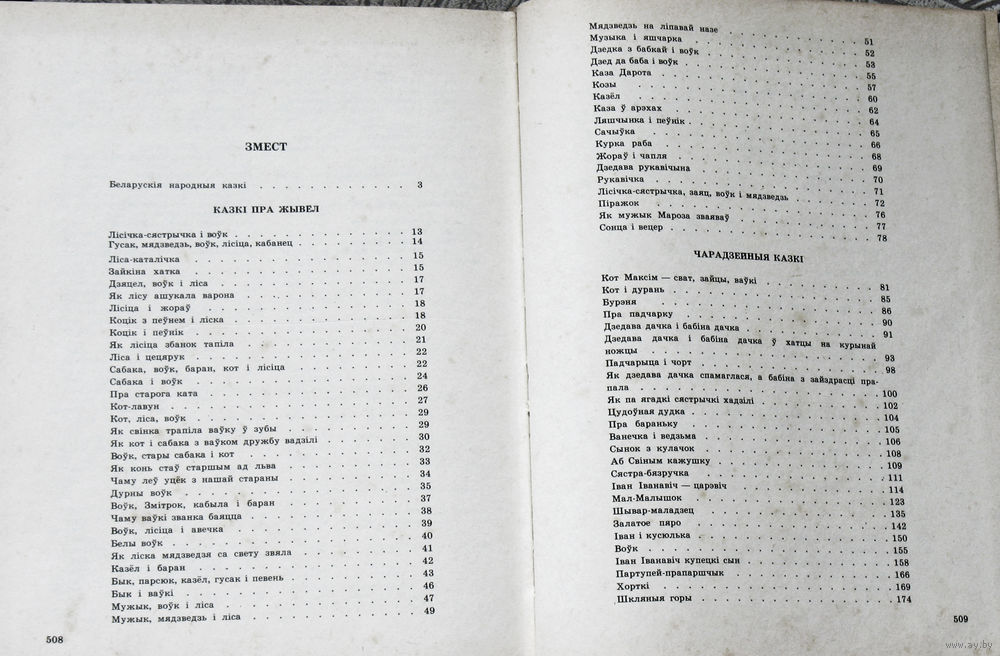 ЗМЕСТ
Беларускія народныя казкі . . . . . . . . . . . 3
КАЗКІ ПРА ЖЫВЕЛ
Лісічка-сястрычка і воўк . . . . . . . . . . . 13
Гусак, мядзведзь, воўк, лісіца, кабанец . . . . . . . . 14
Ліса-каталічка . . . . . . . . . . . 15
Зайкіна хатка . . . . . . . . . . . 15
Дзяцел, воўк і ліса . . . . . . . . . . . 17
Як лісу ашукала варона . . . . . . . . . . . 17
Лісіца і жораў . . . . . . . . . . . 18
Коцік з пеўнем і ліска . . . . . . . . . . . 18
Коцік і пеўнік . . . . . . . . . . . 20
Як лісіца збанок тапіла . . . . . . . . . . . 21
Ліса і цецярук . . . . . . . . . . . 22
Сабака, воўк, баран, кот і лісіца . . . . . . . . 22
Сабака і воўк . . . . . . . . . . . 24
Пра старога ката . . . . . . . . . . . 26
Кот-лавун . . . . . . . . . . . 27
Кот, ліса, воўк . . . . . . . . . . . 29
Як свінка трапіла ваўку ў зубы . . . . . . . . 29
Як кот і сабака з ваўком дружбу вадзілі . . . . . . . 30
Воўк, стары сабака і кот . . . . . . . . . . 32
Як конь стаў старшым ад льва . . . . . . . . 33
Чаму леў уцёк з нашай стараны . . . . . . . . 34
Дурны воўк . . . . . . . . . . . 35
Воўк, Змітрок, кабыла і баран . . . . . . . . 37
Чаму ваўкі званка баяцца . . . . . . . . . . 38
Воўк, лісіца і авечка . . . . . . . . . . . 39
Белы воўк . . . . . . . . . . . 40
Як ліска мядзведзя са свету звяла . . . . . . . . 41
Казёл і баран . . . . . . . . . . . 42
Бык, парсюк, казёл, гусак і певень . . . . . . . . 43
Бык і ваўкі . . . . . . . . . . . 46
Мужык, воўк і ліса . . . . . . . . . . . 47
Мужык, мядзведзь і ліса . . . . . . . . . . 49
508
Мядзведзь на ліпавай назе . . . . . . . . 51
Музыка і яшчарка . . . . . . . . . . 52
Дзедка з бабкай і воўк . . . . . . . . . . 53
Дзед да баба і воўк . . . . . . . . . . 55
Каза Дарота . . . . . . . . . . 57
Козы . . . . . . . . . . 60
Казёл . . . . . . . . . . 62
Каза ў арэхах . . . . . . . . . . 64
Ляшчынка і пеўнік . . . . . . . . . . 65
Сачыўка . . . . . . . . . . 66
Курка раба . . . . . . . . . . 68
Жораў і чапля . . . . . . . . . . 69
Дзедава рукавічына . . . . . . . . . . 70
Рукавічка . . . . . . . . . . 71
Лісічка-сястрычка, заяц, воўк і мядзведзь . . . . . 72
Піражок . . . . . . . . . . 76
Як мужык Мароза зваяваў . . . . . . . . 77
Сонца і вецер . . . . . . . . . . 78
ЧАРАДЗЕЙНЫЯ КАЗКІ
Кот Максім — сват, зайцы, ваўкі . . . . . . . 81
Кот і дурань . . . . . . . . . . 85
Бурэня . . . . . . . . . . 86
Пра падчарку . . . . . . . . . . 90
Дзедава дачка і бабіна дачка . . . . . . . . 91
Дзедава дачка і бабіна дачка ў хатцы на курынай
ножцы . . . . . . . . . . 93
Падчарыца і чорт . . . . . . . . . . 98
Як дзедава дачка спамаглася, а бабіна з зайздрасці пра-
пала . . . . . . . . . . 100
Як па ягадкі сястрычкі хадзілі . . . . . . . . 102
Цудоўная дудка . . . . . . . . . . 104
Пра бараньку . . . . . . . . . . 105
Ванечка і ведзьма . . . . . . . . . . 106
Сынок з кулачок . . . . . . . . . . 108
Аб Свіным кажушку . . . . . . . . . . 109
Сястра-бязручка . . . . . . . . . . 111
Іван Іванавіч — царэвіч . . . . . . . . . . 114
Мал-Малышок . . . . . . . . . . 123
Шывар-маладзец . . . . . . . . . . 135
Залатое пяро . . . . . . . . . . 142
Іван і кусюлька . . . . . . . . . . 150
Воўк . . . . . . . . . . 155
Іван Іванавіч купецкі сын . . . . . . . . 158
Партупей-прапаршчык . . . . . . . . . . 166
Хорткі . . . . . . . . . . 169
Шкляныя горы . . . . . . . . . . 174
509
www.ay.by